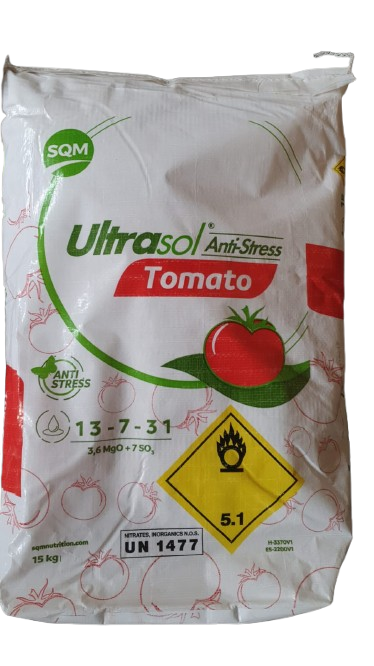 SQM
Ultrasol® Anti-Stress
Tomato
ANTI
STRESS
13-7-31
3,6 MgO + 7 SO₃
5.1
NITRATES, INORGANICS N.O.S.
UN 1477
sqmnutrition.com
15 kg